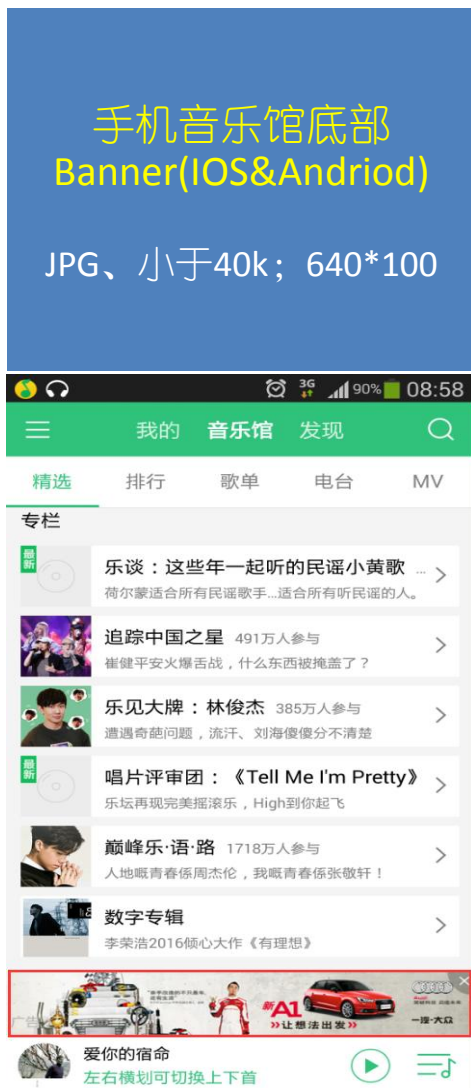 手机音乐馆底部
Banner(IOS&Andriod)
JPG、小于40k；640*100
3G 90% 08:58
我的 音乐馆 发现
精选 排行 歌单 电台 MV
专栏
最新
乐谈：这些年一起听的民谣小黄歌 ...
荷尔蒙适合所有民谣歌手...适合所有听民谣的人。
追踪中国之星 491万人参与
崔健平安火爆舌战，什么东西被掩盖了？
乐见大牌：林俊杰 385万人参与
遭遇奇葩问题，流汗、刘海傻傻分不清楚
最新
唱片评审团：《Tell Me I'm Pretty》
乐坛再现完美摇滚乐，High到你起飞
巅峰乐·语·路 1718万人参与
人地嘅青春係周杰伦，我嘅青春係张敬轩！
数字专辑
李荣浩2016倾心大作《有理想》
广告
新A1
»让想法出发»
一汽-大众
爱你的宿命
左右横划可切换上下首